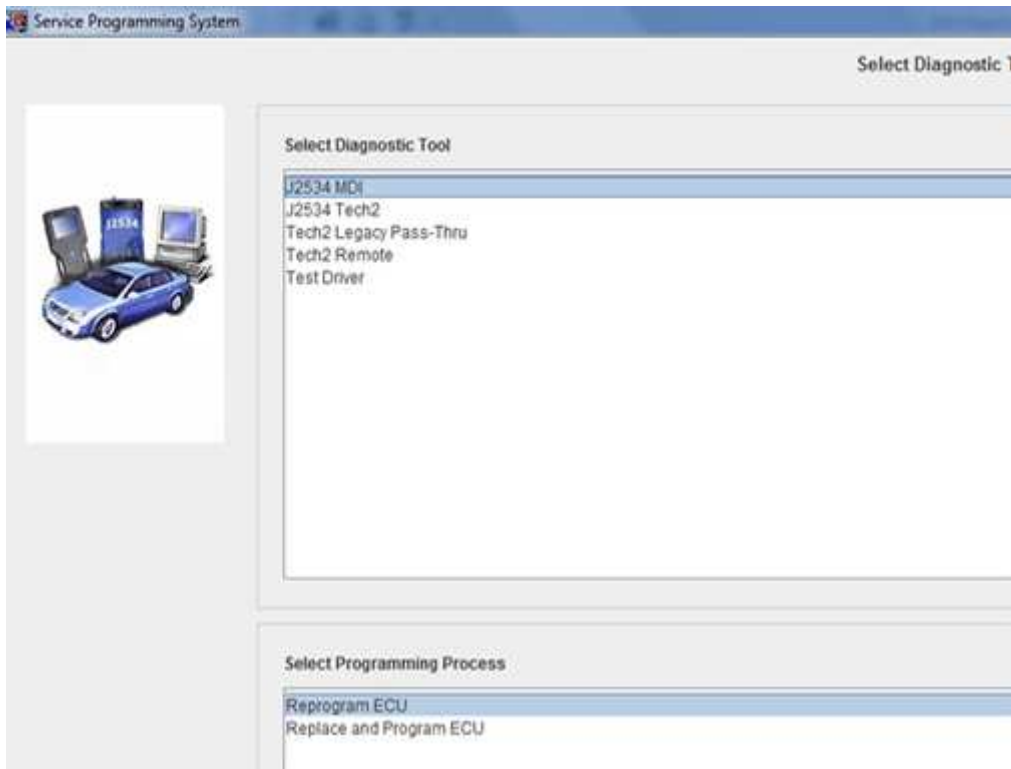 Service Programming System
Select Diagnostic
J2534
Select Diagnostic Tool
J2534 MDI
J2534 Tech2
Tech2 Legacy Pass-Thru
Tech2 Remote
Test Driver
Select Programming Process
Reprogram ECU
Replace and Program ECU